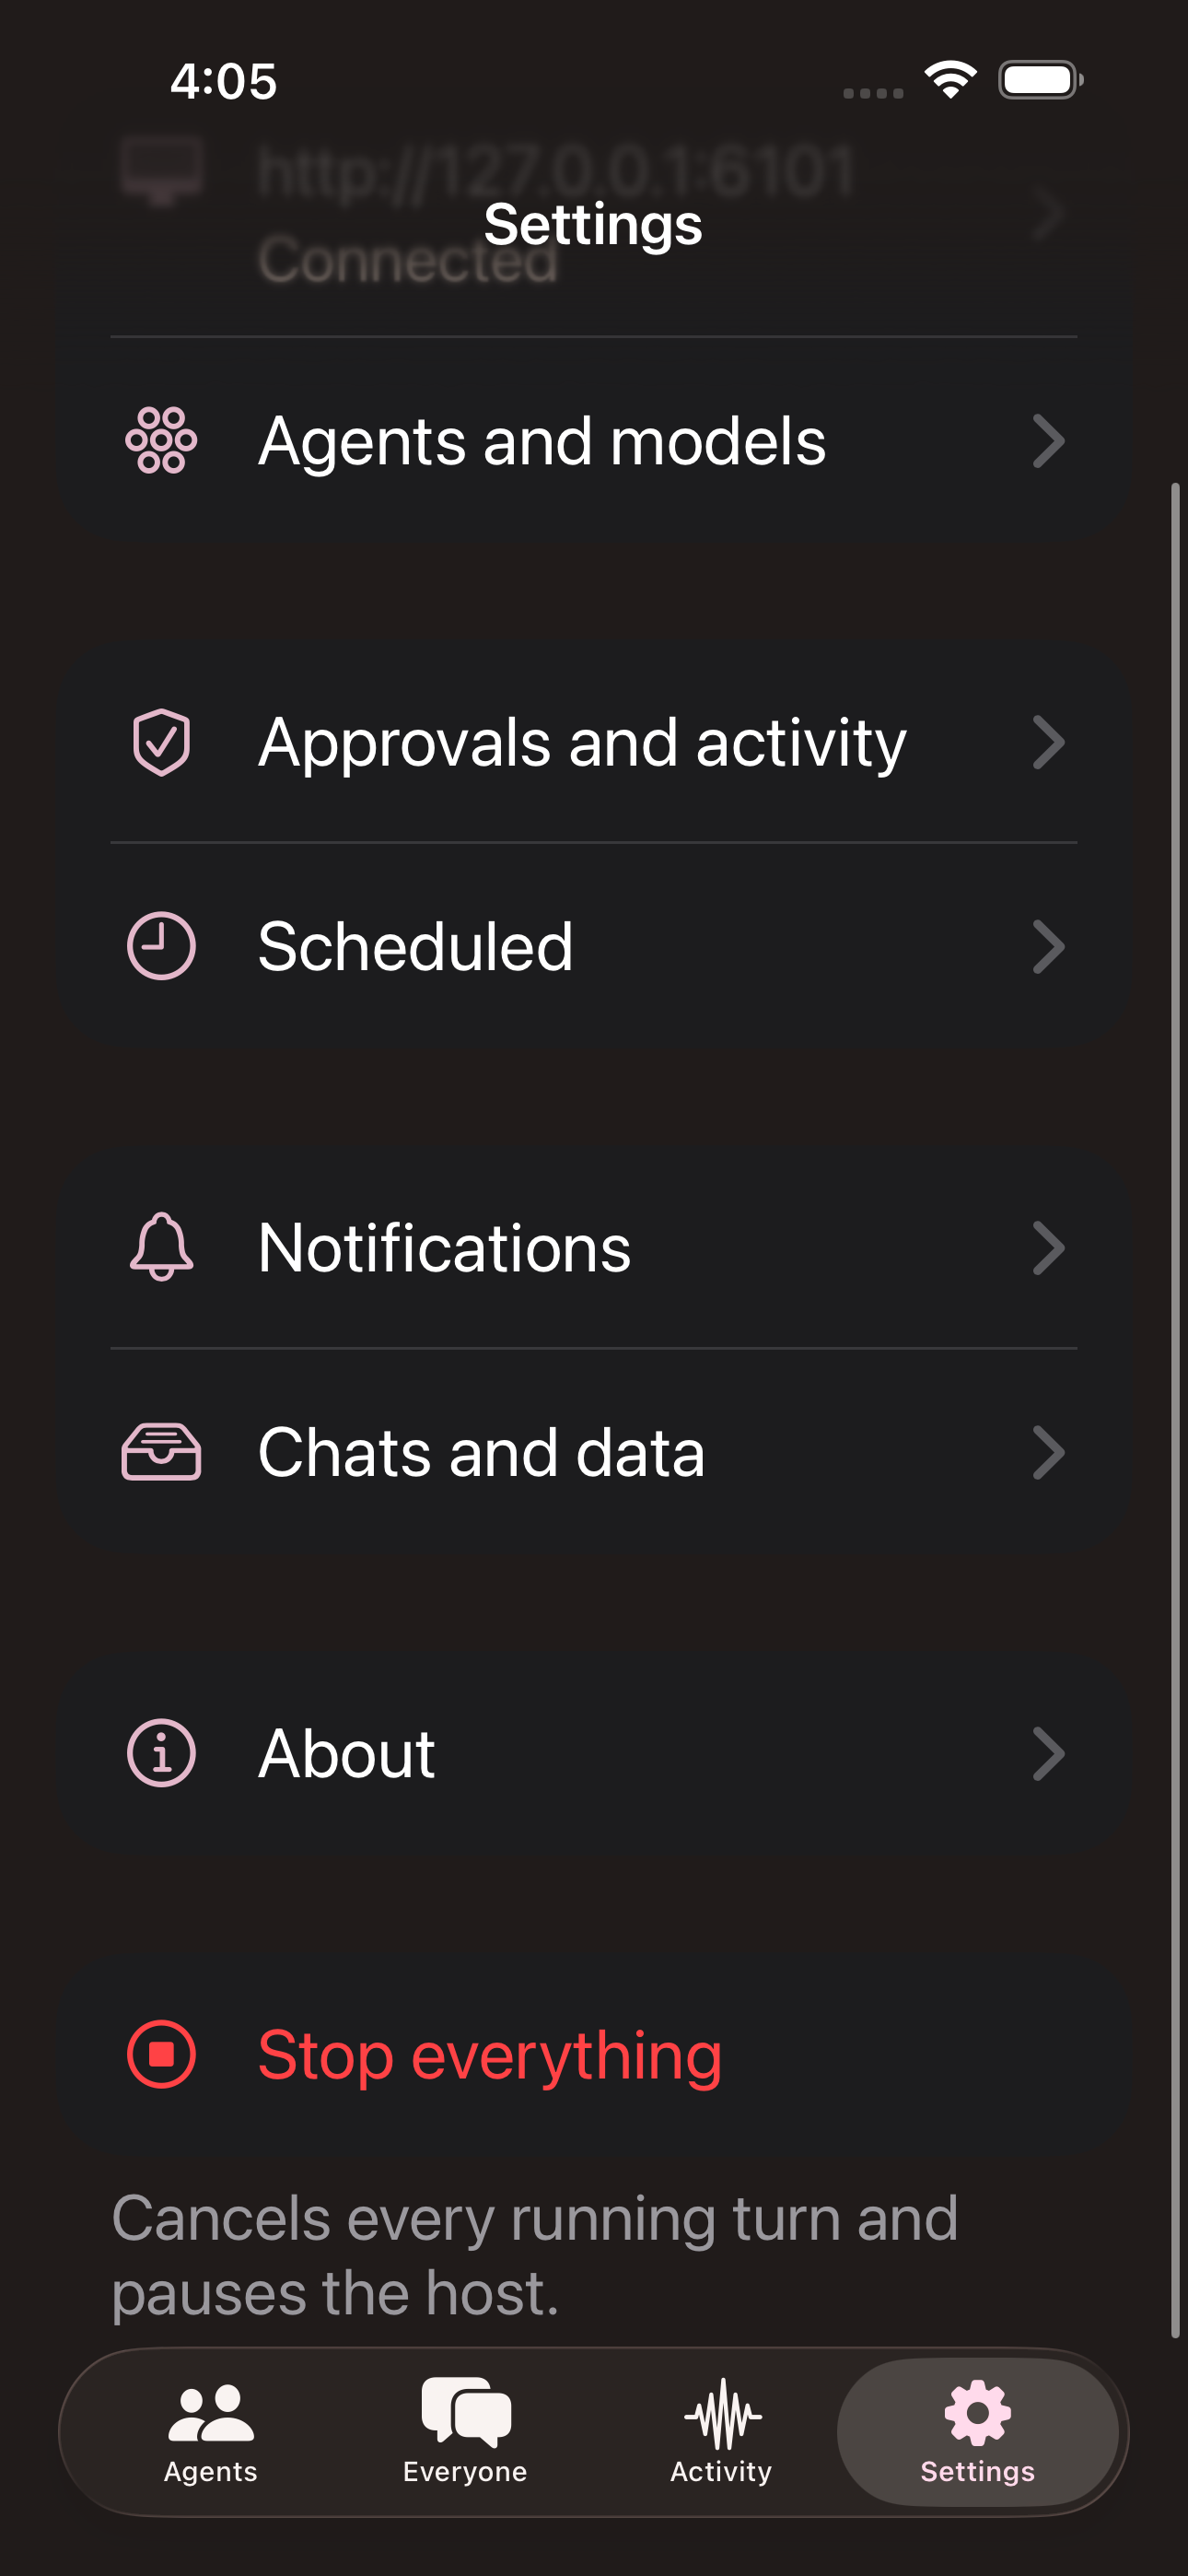 4:05
http://127.0.0.1:6101
Settings
Connected
Agents and models
Approvals and activity
Scheduled
Notifications
Chats and data
About
Stop everything
Cancels every running turn and
pauses the host.
Agents
Everyone
Activity
Settings